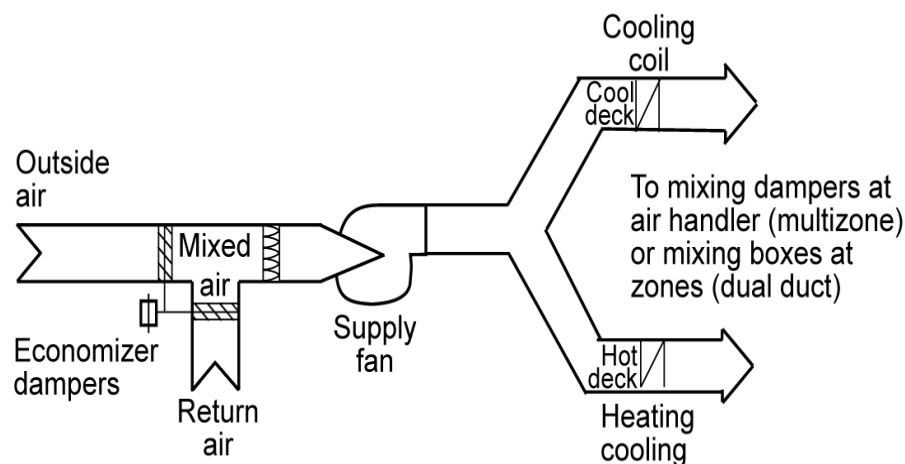 Cooling
coil
Cool
deck
Outside
air
To mixing dampers at
air handler (multizone)
or mixing boxes at
zones (dual duct)
Mixed
air
Supply
fan
Economizer
dampers
Return
air
Hot
deck
Heating
cooling